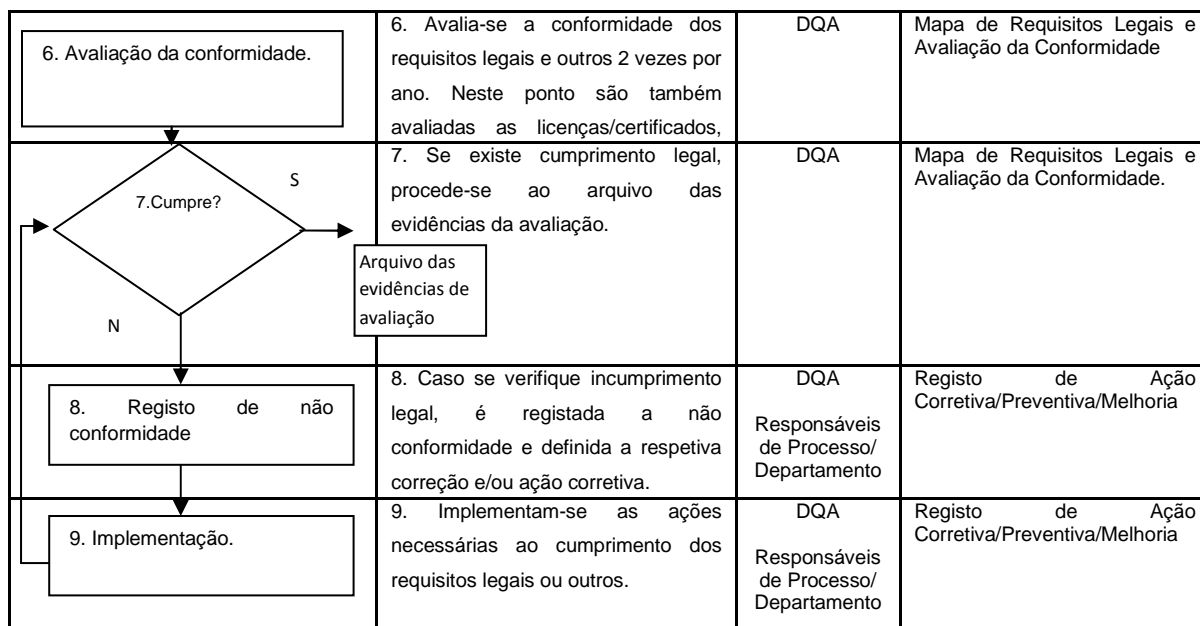 6. Avaliação da conformidade.
6. Avalia-se a conformidade dos
requisitos legais e outros 2 vezes por
ano. Neste ponto são também
avaliadas as licenças/certificados,
DQA
Mapa de Requisitos Legais e
Avaliação da Conformidade
7.Cumpre?
S
N
Arquivo das
evidências de
avaliação
7. Se existe cumprimento legal,
procede-se ao arquivo das
evidências da avaliação.
DQA
Mapa de Requisitos Legais e
Avaliação da Conformidade.
8. Registo de não
conformidade
8. Caso se verifique incumprimento
legal, é registada a não
conformidade e definida a respetiva
correção e/ou ação corretiva.
DQA
Responsáveis
de Processo/
Departamento
Registo de Ação
Corretiva/Preventiva/Melhoria
9. Implementação.
9. Implementam-se as ações
necessárias ao cumprimento dos
requisitos legais ou outros.
DQA
Responsáveis
de Processo/
Departamento
Registo de Ação
Corretiva/Preventiva/Melhoria